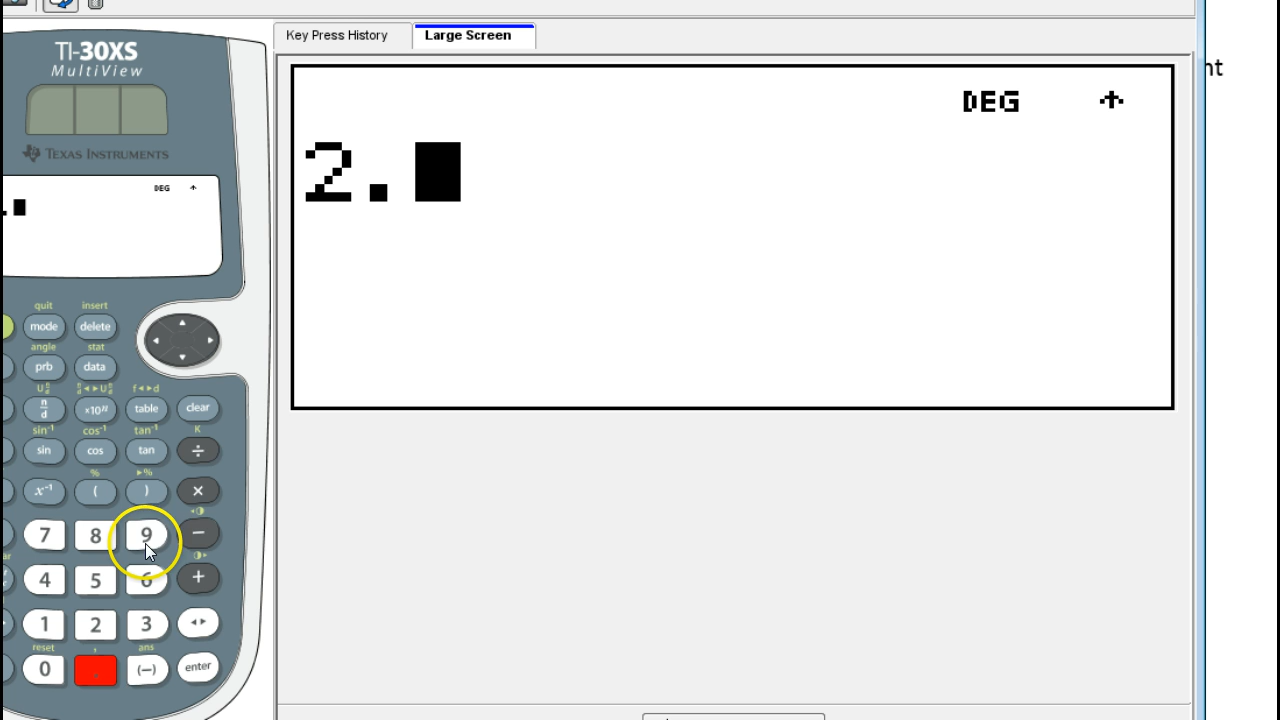 Key Press History
Large Screen
nt
TI-30XS
MultiView
TEXAS INSTRUMENTS
DEG
2.
DEG
.
quit insert
mode delete
angle stat
prb data
U n/d n/d ◄► U n/d f◄►d
n/d ×10ⁿ table clear
sin⁻¹ cos⁻¹ tan⁻¹ K
sin cos tan ÷
% ►%
x⁻¹ ( ) ×
7 8 9 −
4 5 6 +
1 2 3 ◄►
reset , ans
0 . (−) enter